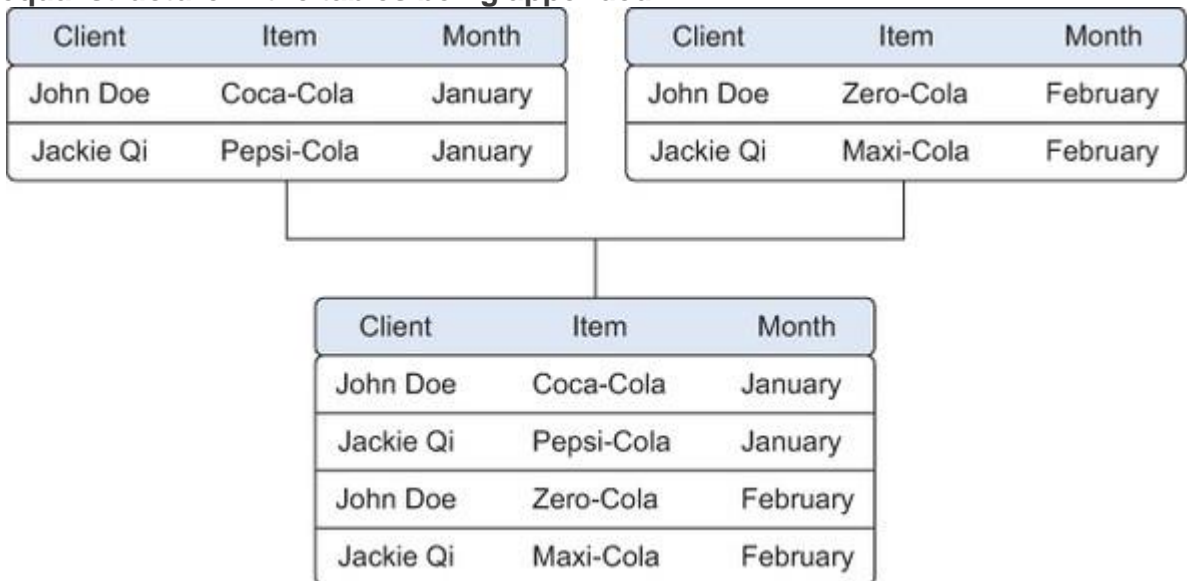 Client Item Month
John Doe Coca-Cola January
Jackie Qi Pepsi-Cola January
Client Item Month
John Doe Zero-Cola February
Jackie Qi Maxi-Cola February
Client Item Month
John Doe Coca-Cola January
Jackie Qi Pepsi-Cola January
John Doe Zero-Cola February
Jackie Qi Maxi-Cola February